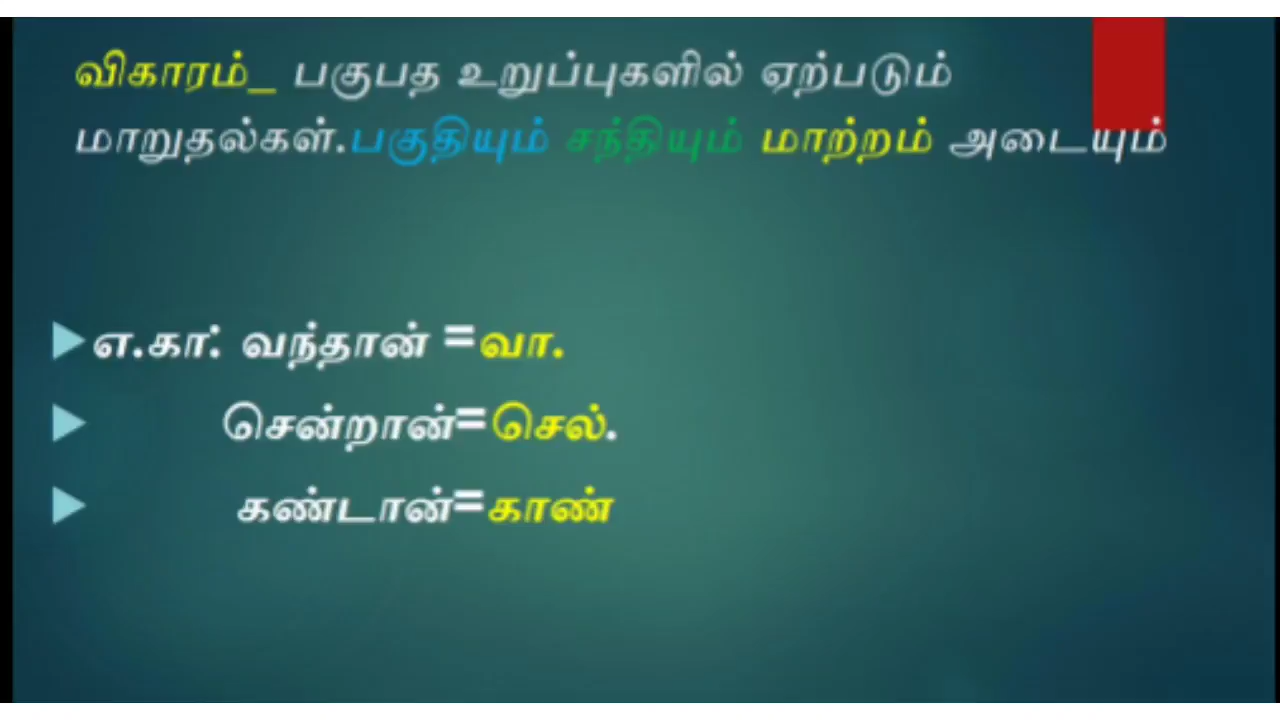 விகாரம்_ பகுபத உறுப்புகளில் ஏற்படும்
மாறுதல்கள்.பகுதியும் சந்தியும் மாற்றம் அடையும்
எ.கா: வந்தான் =வா.
சென்றான்=செல்.
கண்டான்=காண்